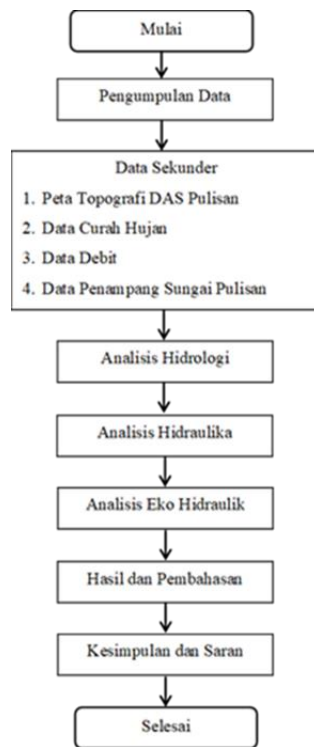 Mulai
Pengumpulan Data
Data Sekunder
1. Peta Topografi DAS Pulisan
2. Data Curah Hujan
3. Data Debit
4. Data Penampang Sungai Pulisan
Analisis Hidrologi
Analisis Hidraulika
Analisis Eko Hidraulik
Hasil dan Pembahasan
Kesimpulan dan Saran
Selesai